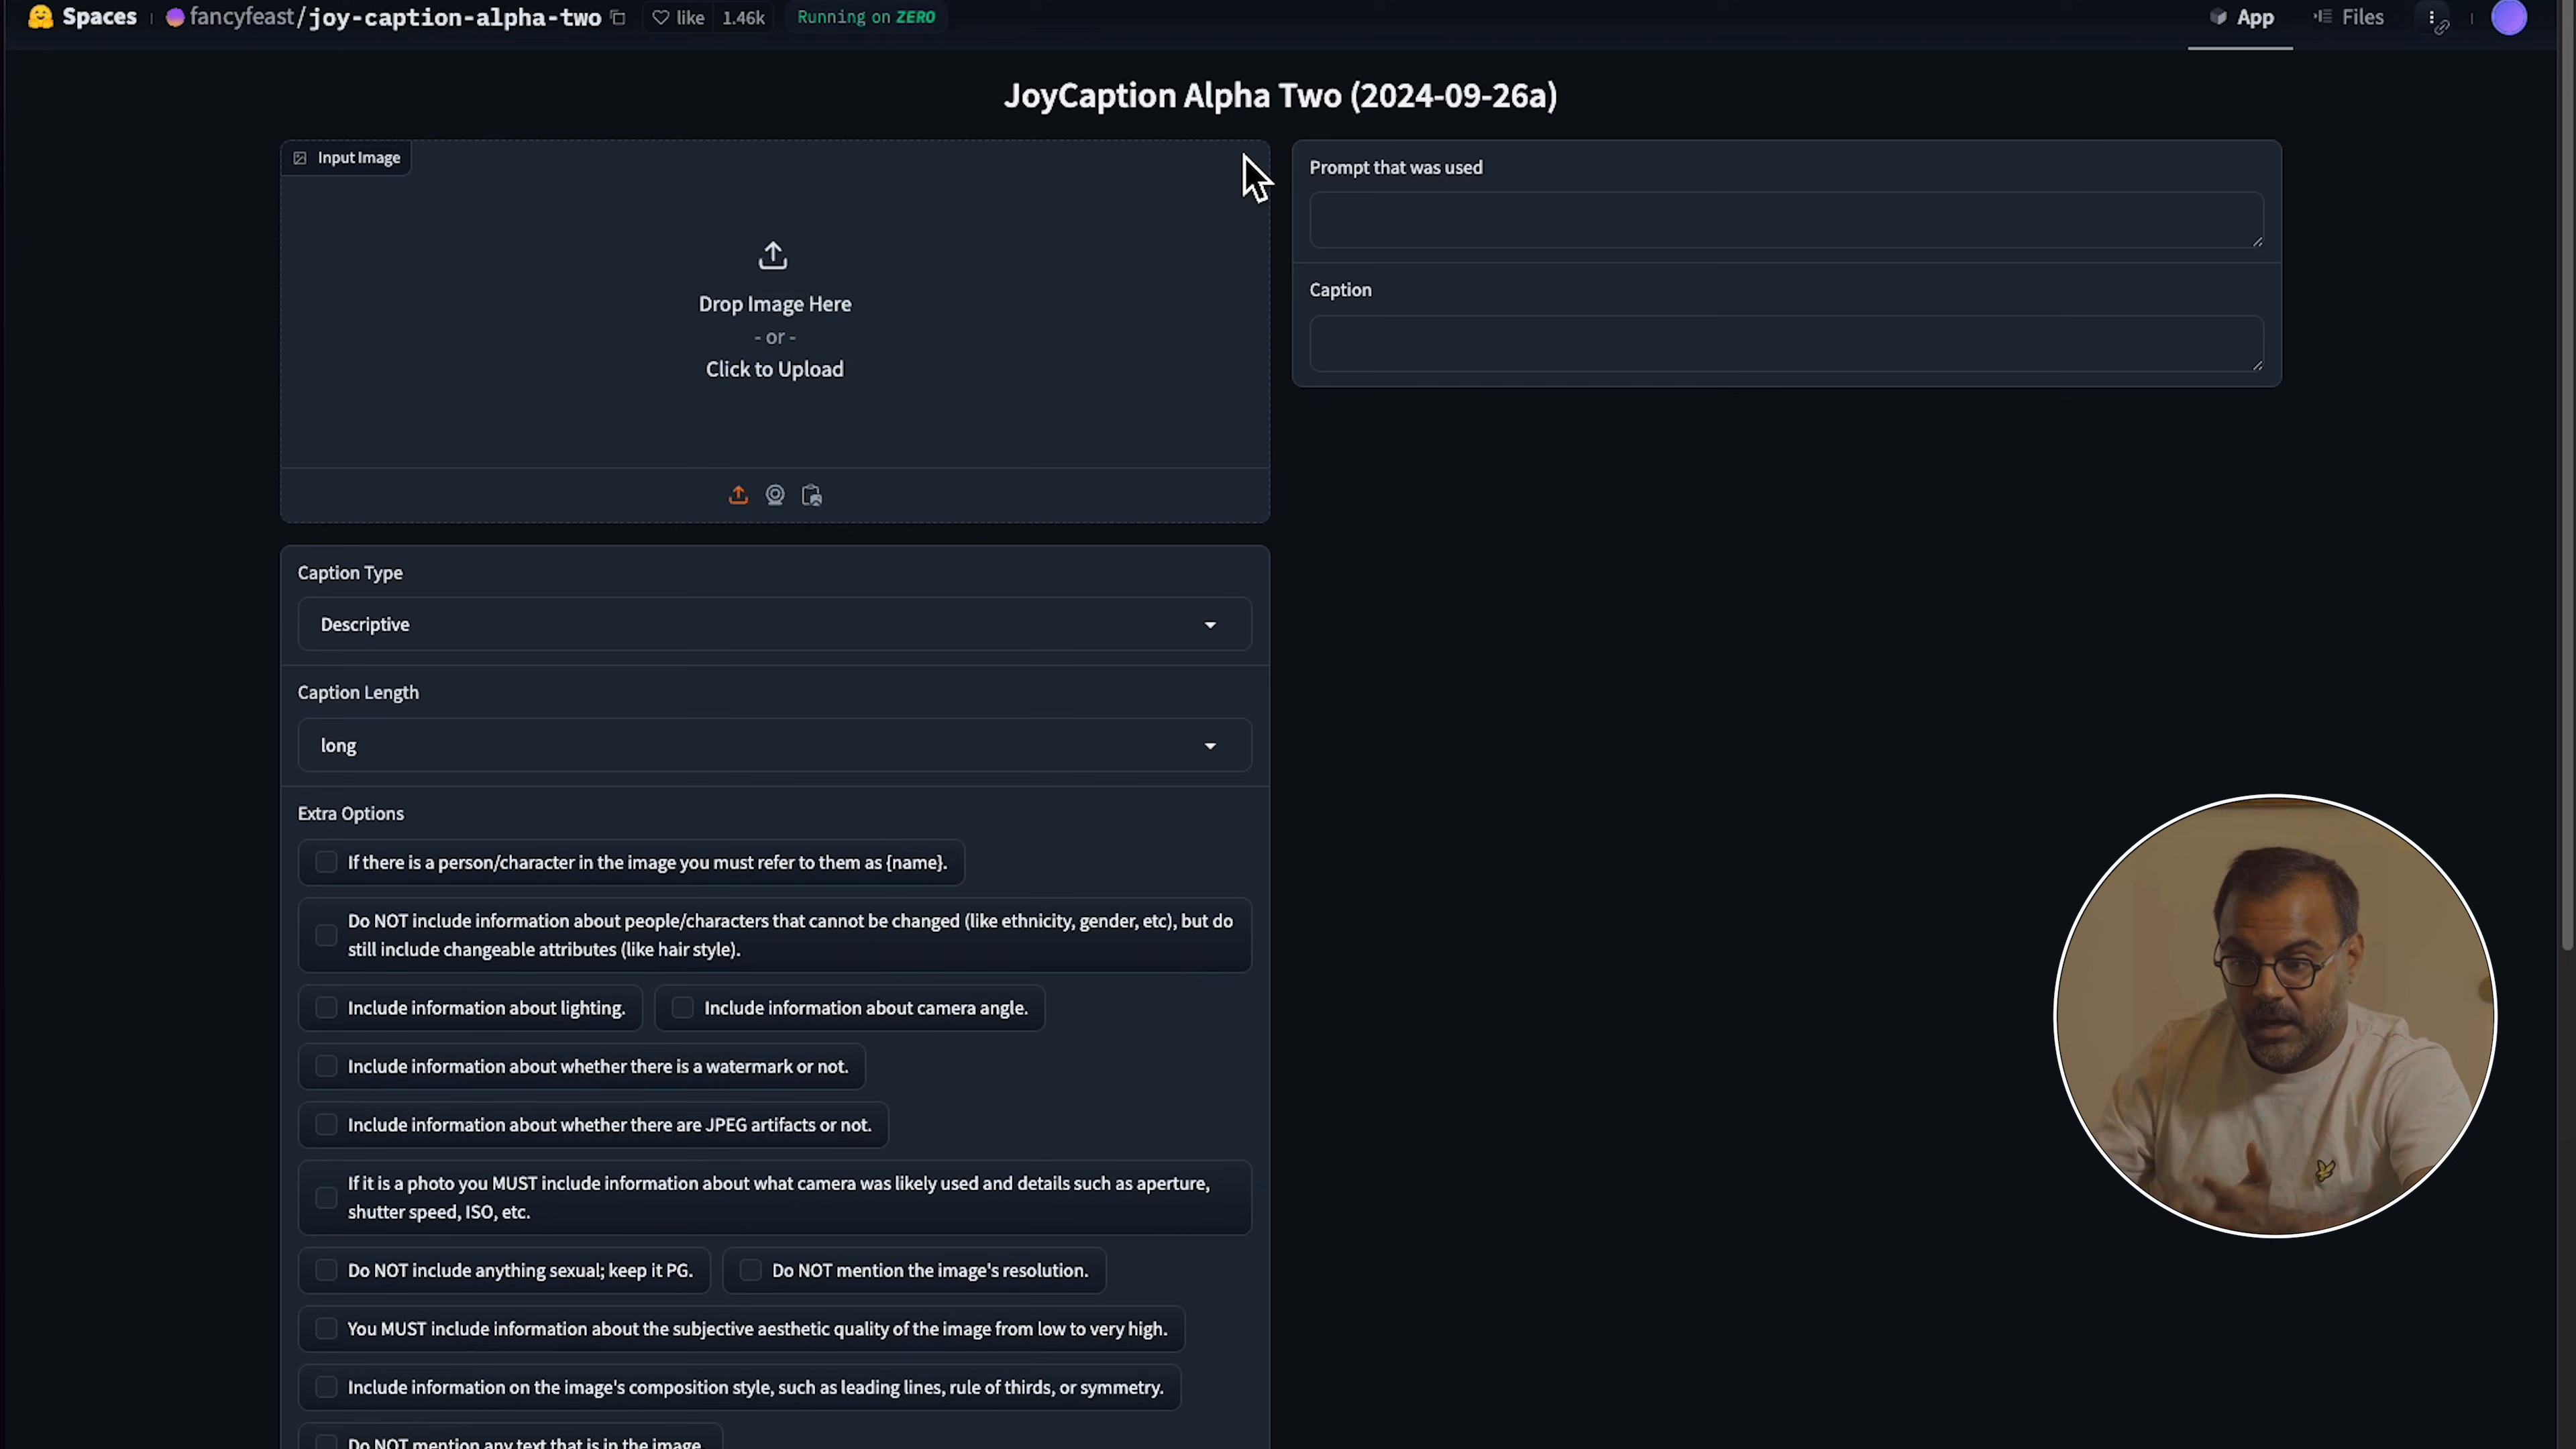 Spaces
fancyfeast/joy-caption-alpha-two
like 1.46k
Running on ZERO
App
Files
JoyCaption Alpha Two (2024-09-26a)
Input Image
Drop Image Here
- or -
Click to Upload
Prompt that was used
Caption
Caption Type
Descriptive
Caption Length
long
Extra Options
If there is a person/character in the image you must refer to them as {name}.
Do NOT include information about people/characters that cannot be changed (like ethnicity, gender, etc), but do
still include changeable attributes (like hair style).
Include information about lighting.
Include information about camera angle.
Include information about whether there is a watermark or not.
Include information about whether there are JPEG artifacts or not.
If it is a photo you MUST include information about what camera was likely used and details such as aperture,
shutter speed, ISO, etc.
Do NOT include anything sexual; keep it PG.
Do NOT mention the image's resolution.
You MUST include information about the subjective aesthetic quality of the image from low to very high.
Include information on the image's composition style, such as leading lines, rule of thirds, or symmetry.
Do NOT mention any text that is in the image.